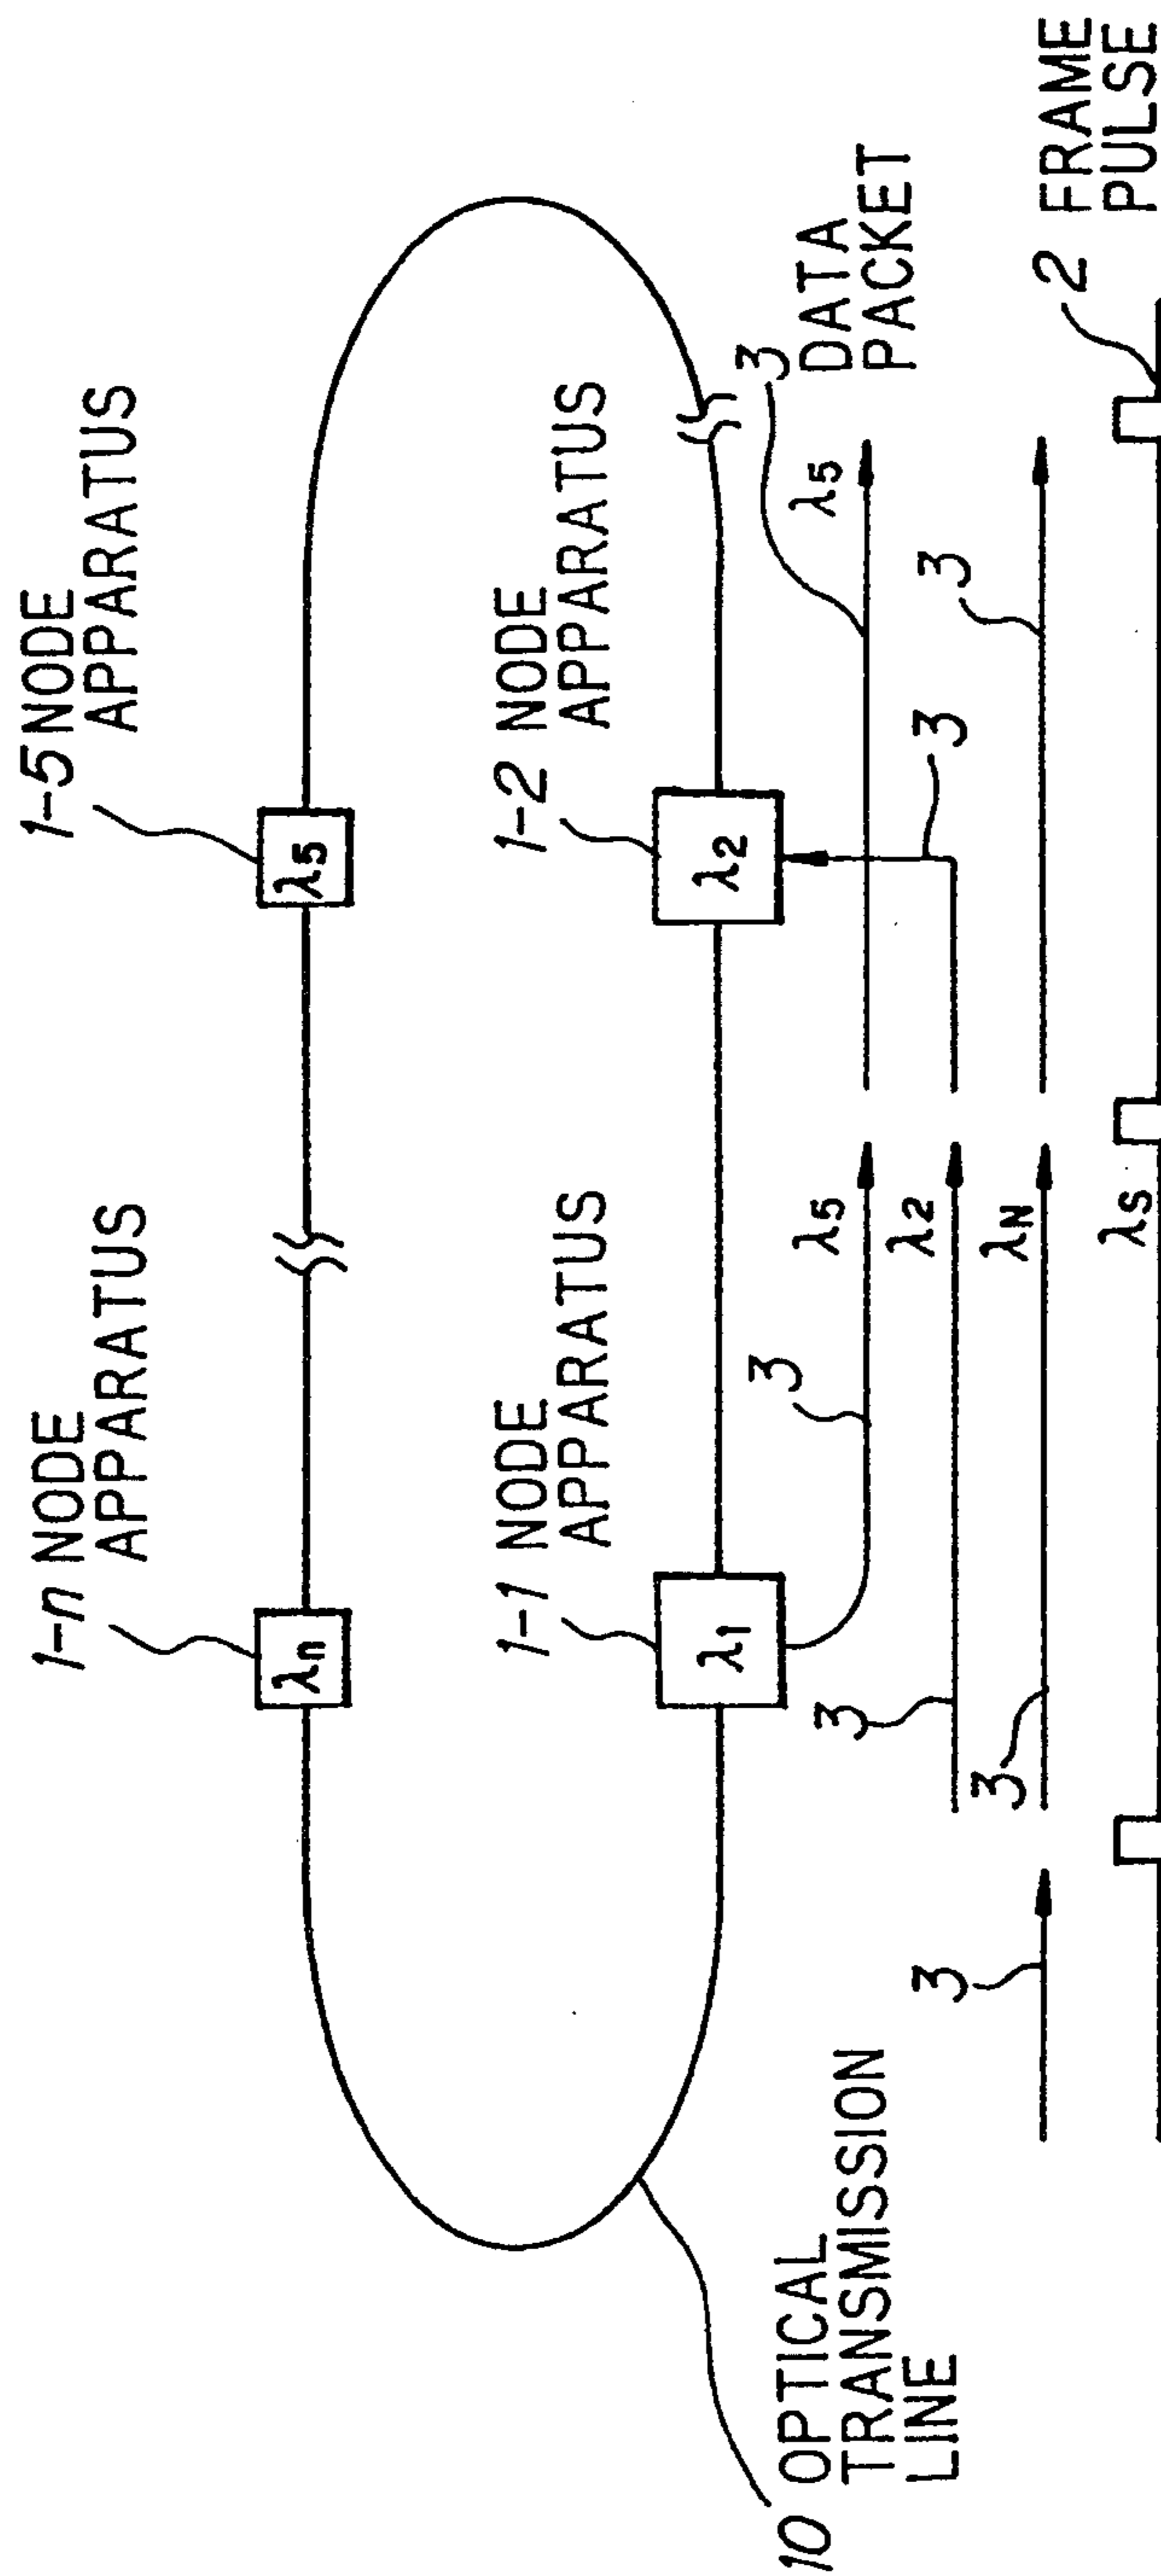 1-n NODE
APPARATUS
1-5 NODE
APPARATUS
λn
λ5
1-1 NODE
APPARATUS
1-2 NODE
APPARATUS
λ1
λ2
10 OPTICAL
TRANSMISSION
LINE
3
λ5
λ5
3
DATA
PACKET
3
λ2
3
3
3
λN
3
λS
2 FRAME
PULSE